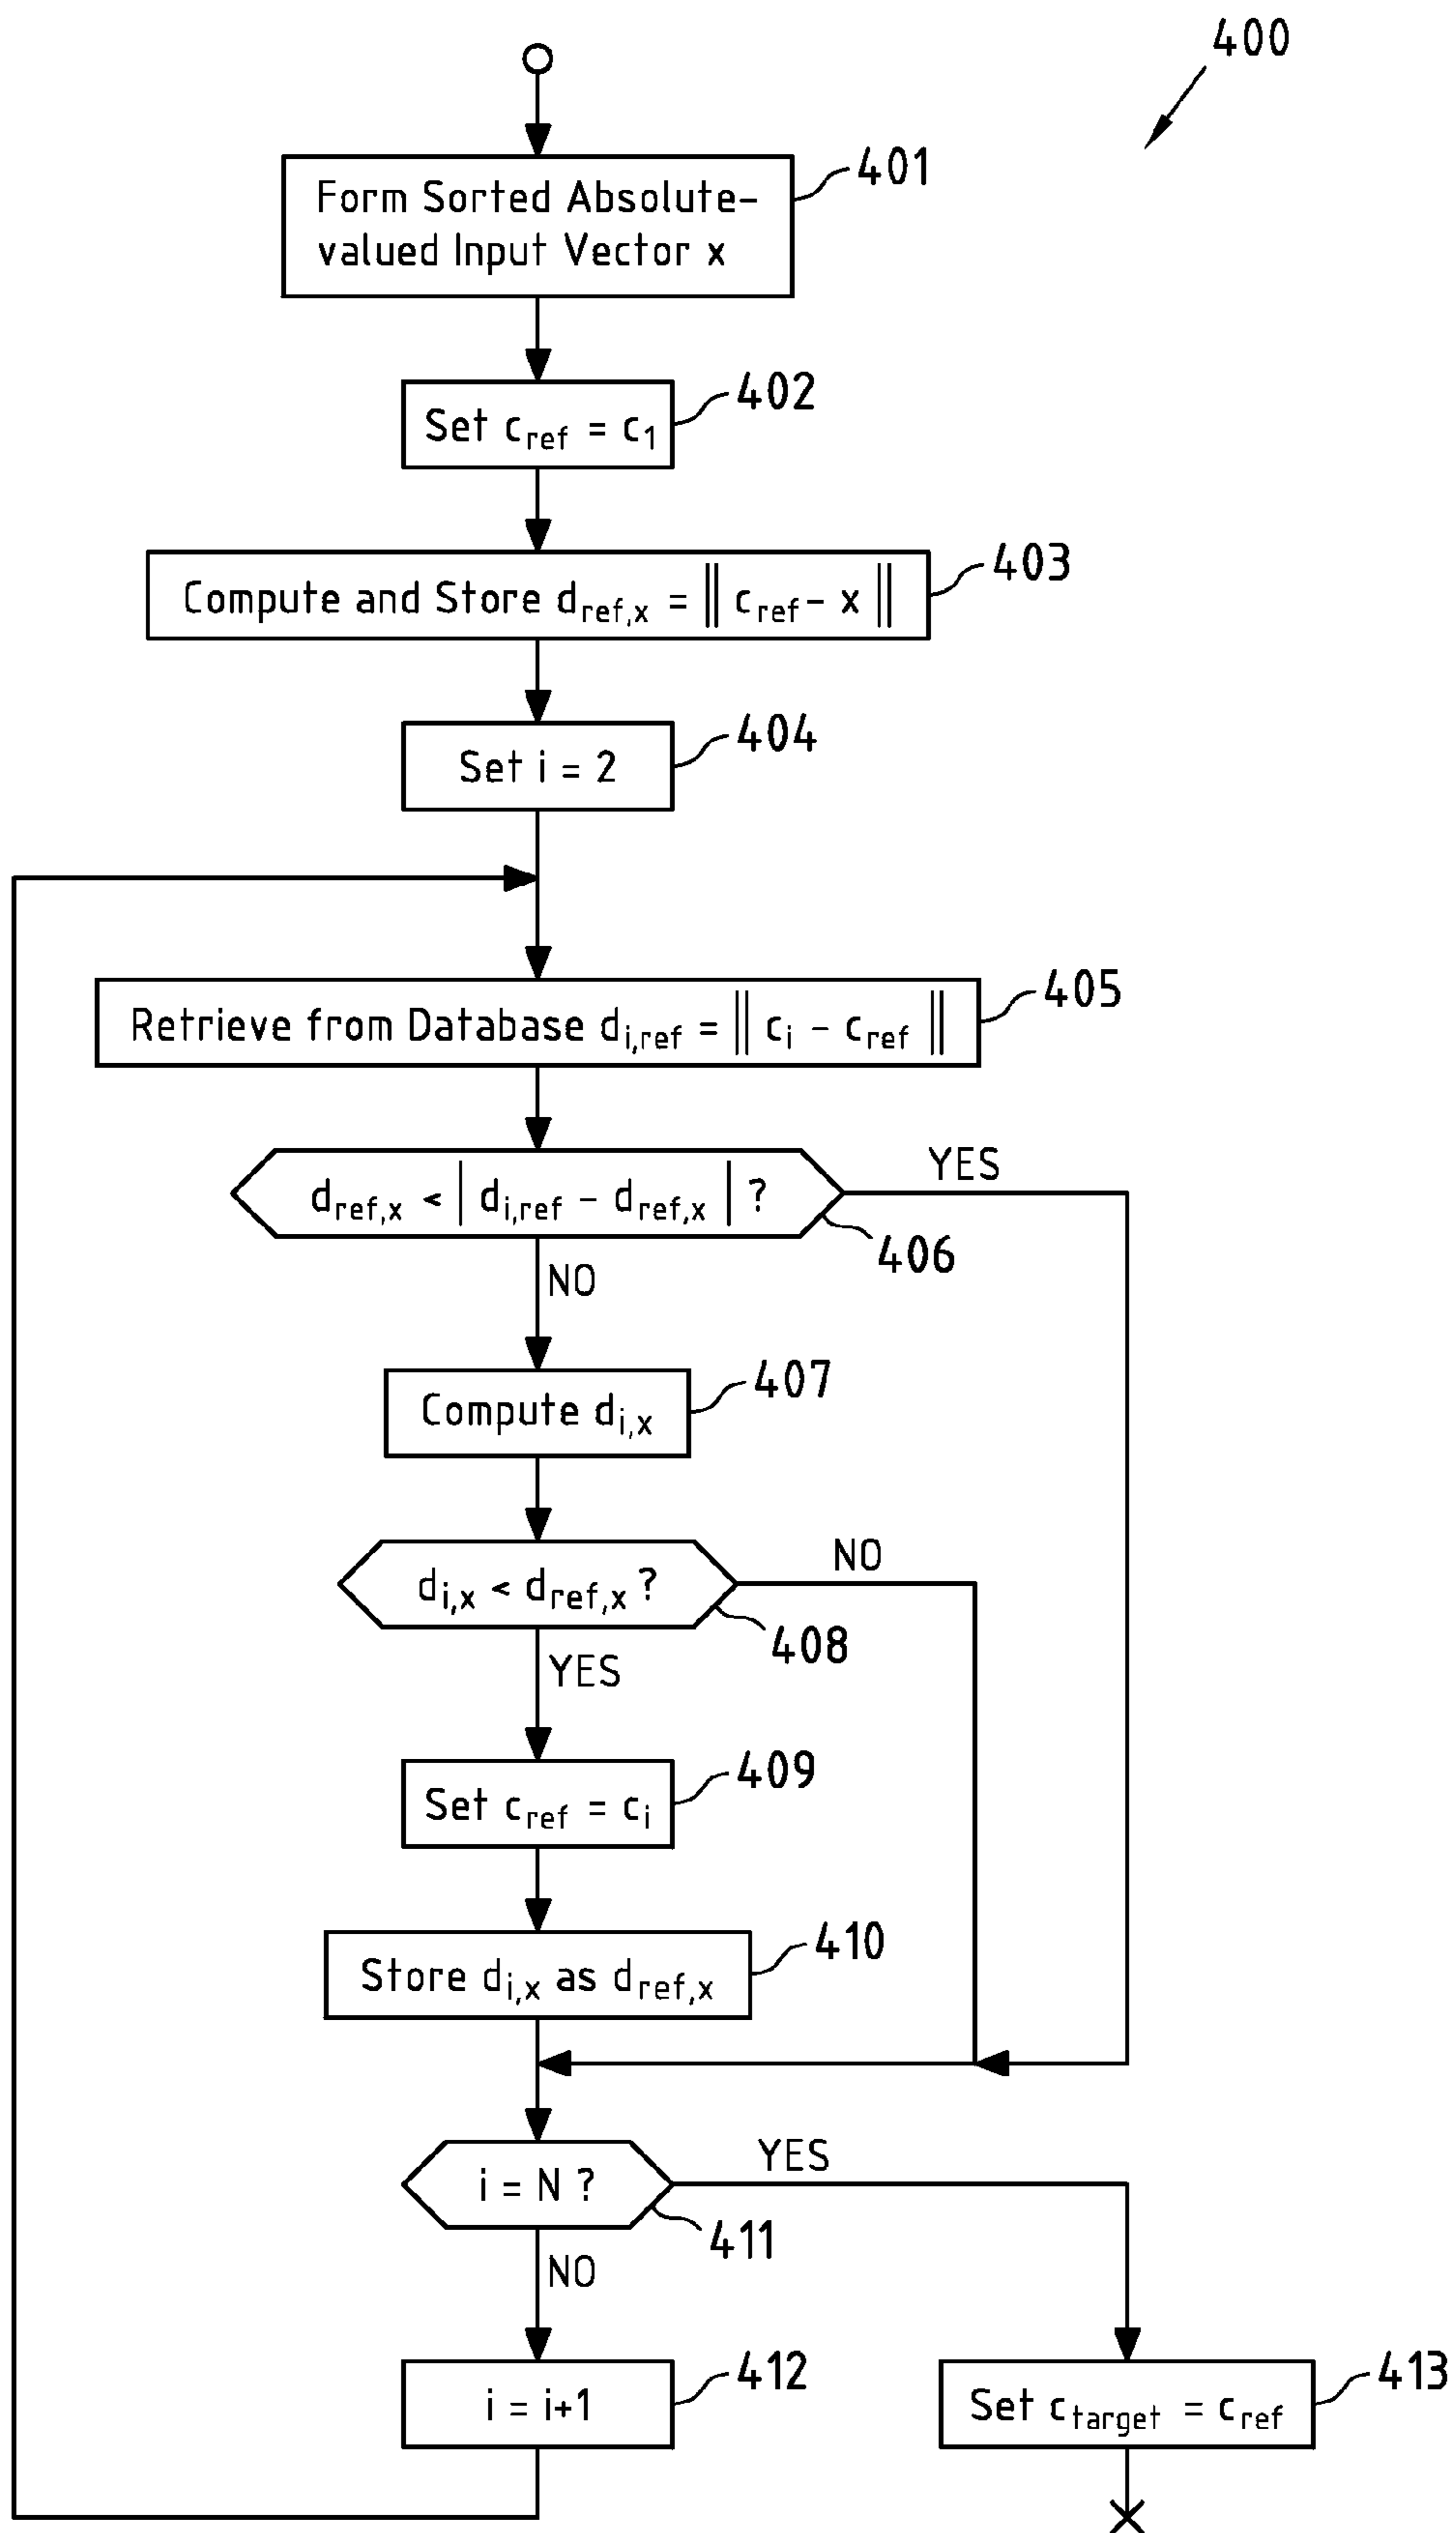 400
401
Form Sorted Absolute-
valued Input Vector x
402
Set c_ref = c_1
403
Compute and Store d_ref,x = || c_ref - x ||
404
Set i = 2
405
Retrieve from Database d_i,ref = || c_i - c_ref ||
YES
d_ref,x < | d_i,ref - d_ref,x | ?
406
NO
407
Compute d_i,x
NO
d_i,x < d_ref,x ?
408
YES
409
Set c_ref = c_i
410
Store d_i,x as d_ref,x
YES
i = N ?
411
NO
412
i = i+1
413
Set c_target = c_ref